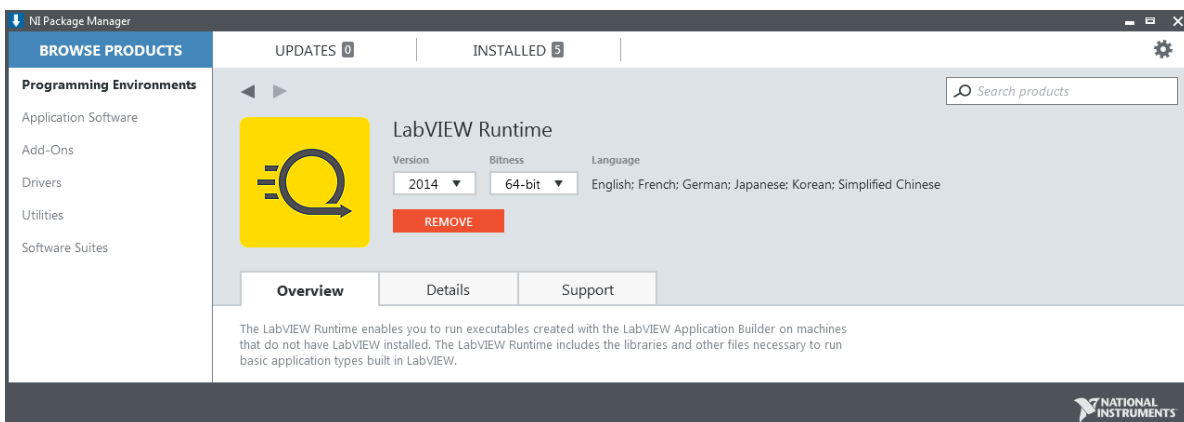 NI Package Manager
BROWSE PRODUCTS
UPDATES 0
INSTALLED 5
Programming Environments
Application Software
Add-Ons
Drivers
Utilities
Software Suites
Search products
LabVIEW Runtime
Version Bitness Language
2014 64-bit English; French; German; Japanese; Korean; Simplified Chinese
REMOVE
Overview Details Support
The LabVIEW Runtime enables you to run executables created with the LabVIEW Application Builder on machines
that do not have LabVIEW installed. The LabVIEW Runtime includes the libraries and other files necessary to run
basic application types built in LabVIEW.
NATIONAL
INSTRUMENTS